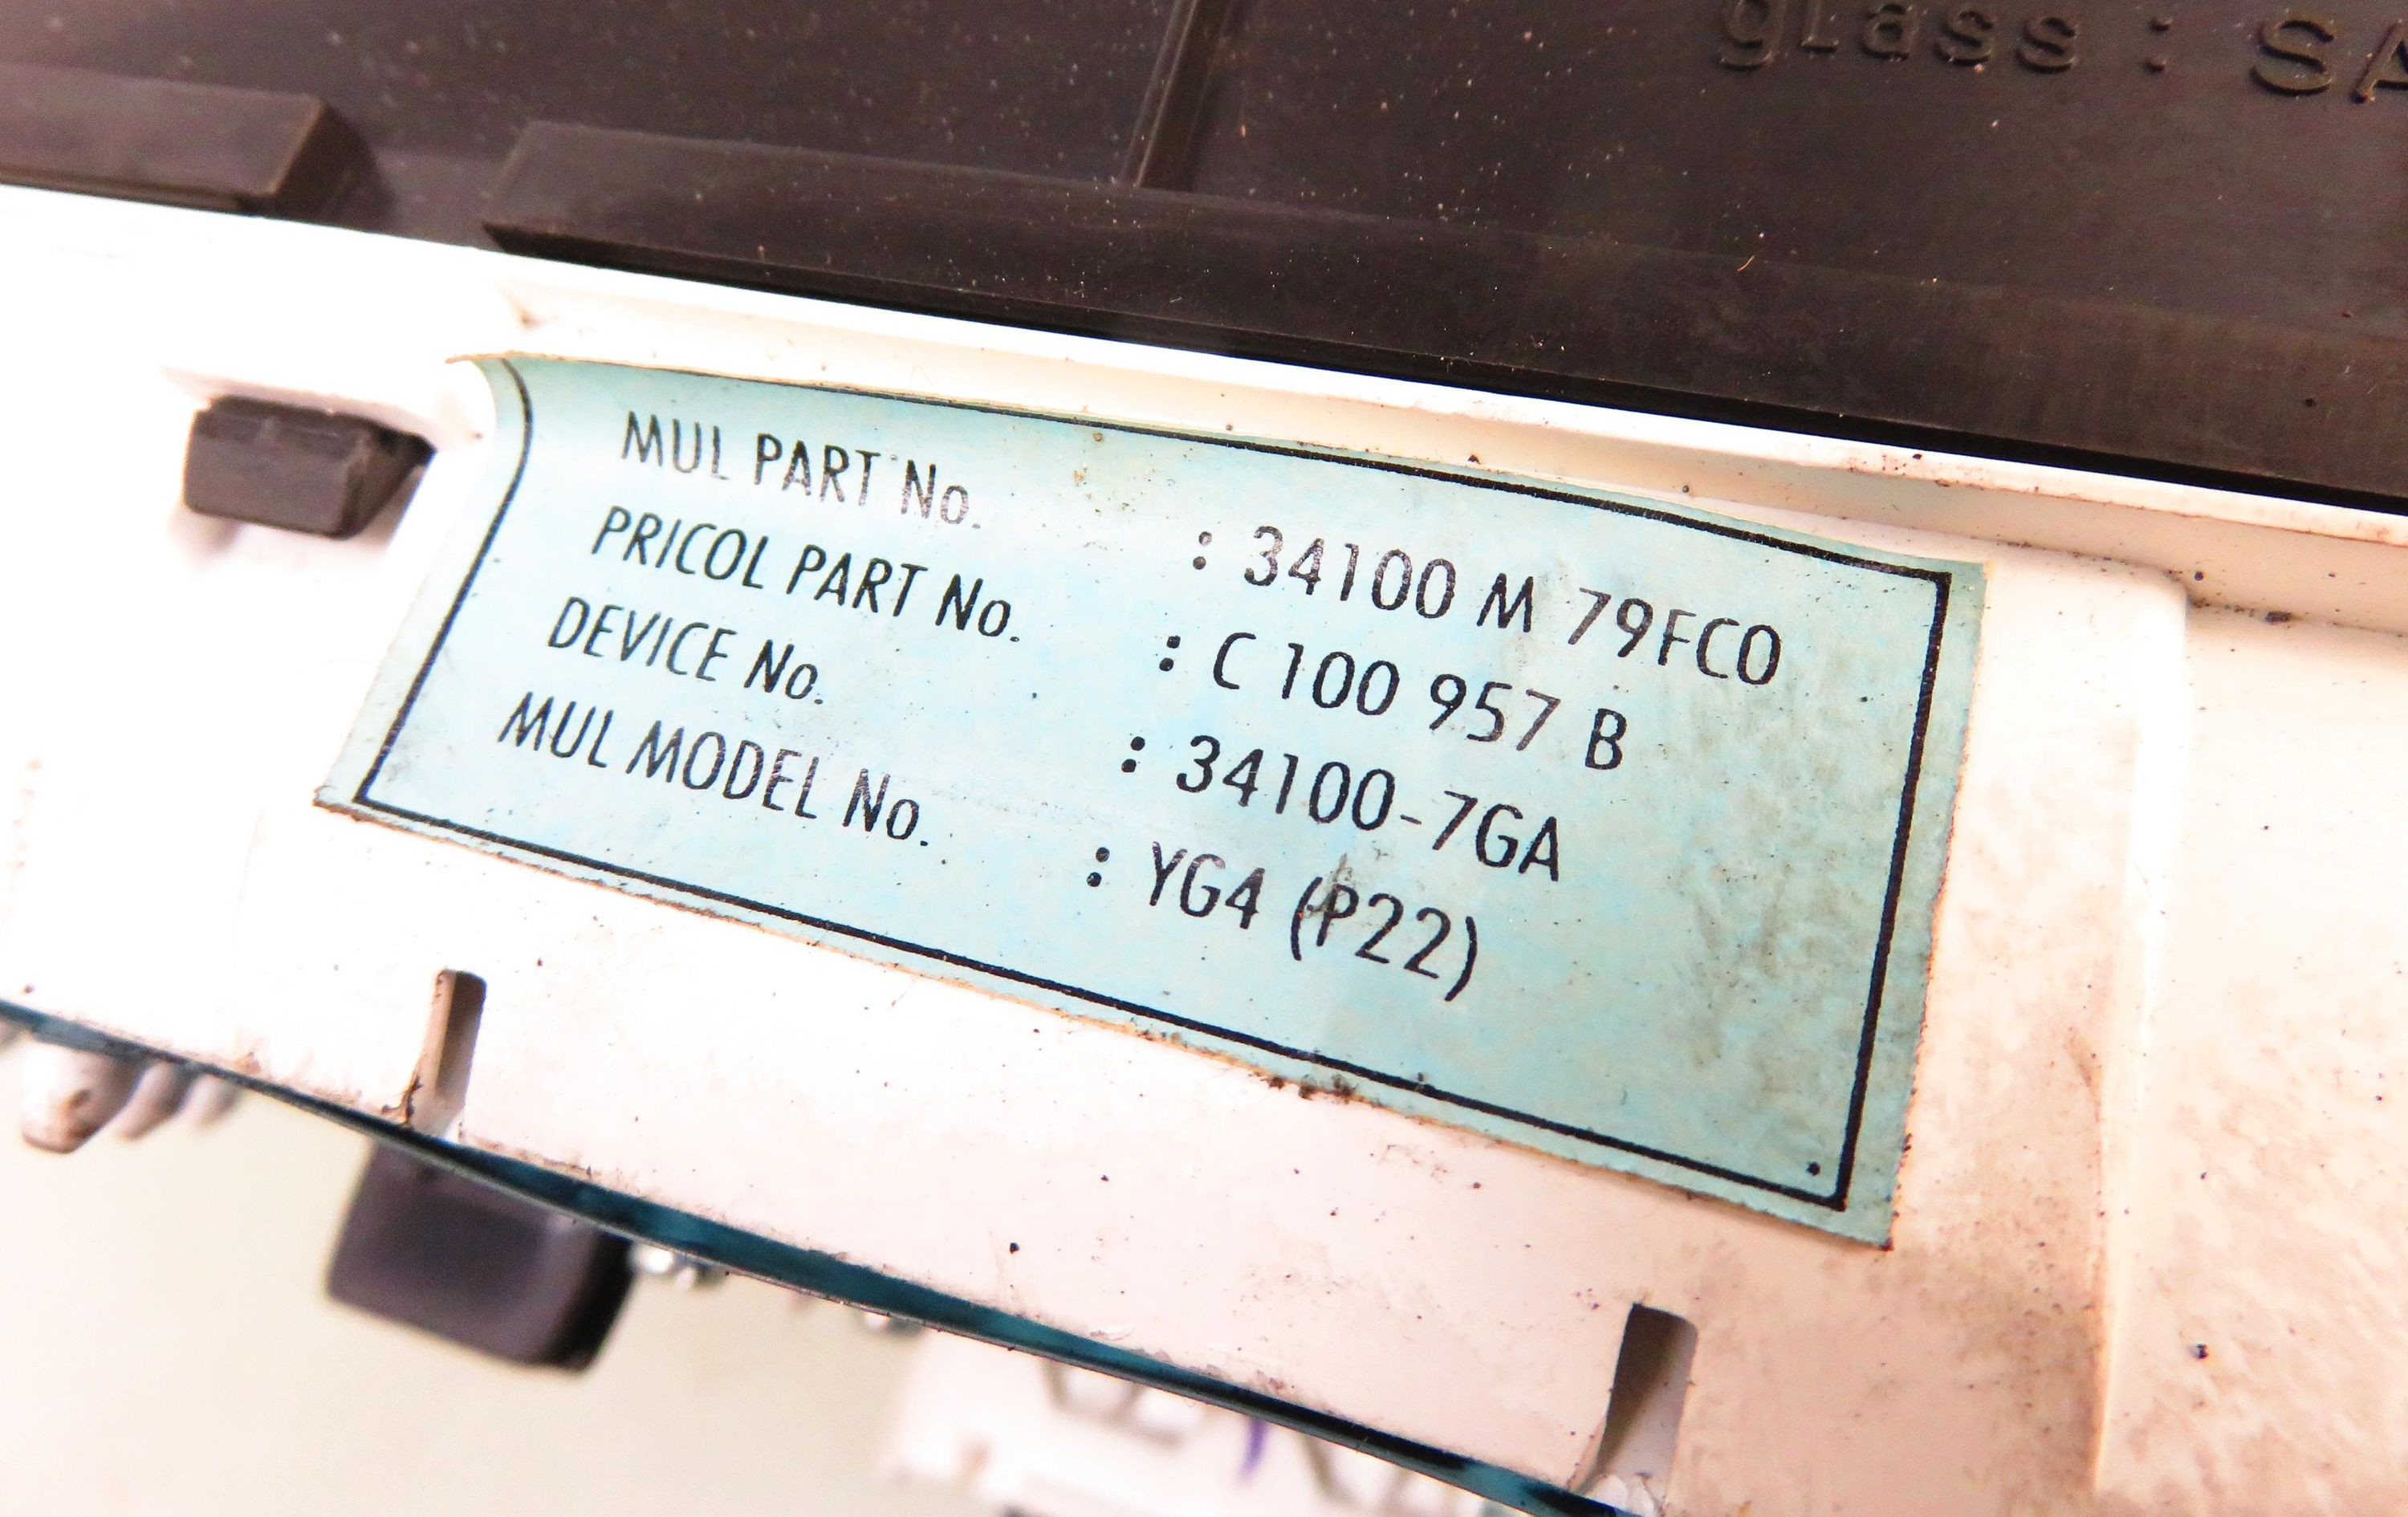 glass : SA
MUL PART No. : 34100 M 79FC0
PRICOL PART No. : C 100 957 B
DEVICE No. : 34100-7GA
MUL MODEL No. : YG4 (P22)